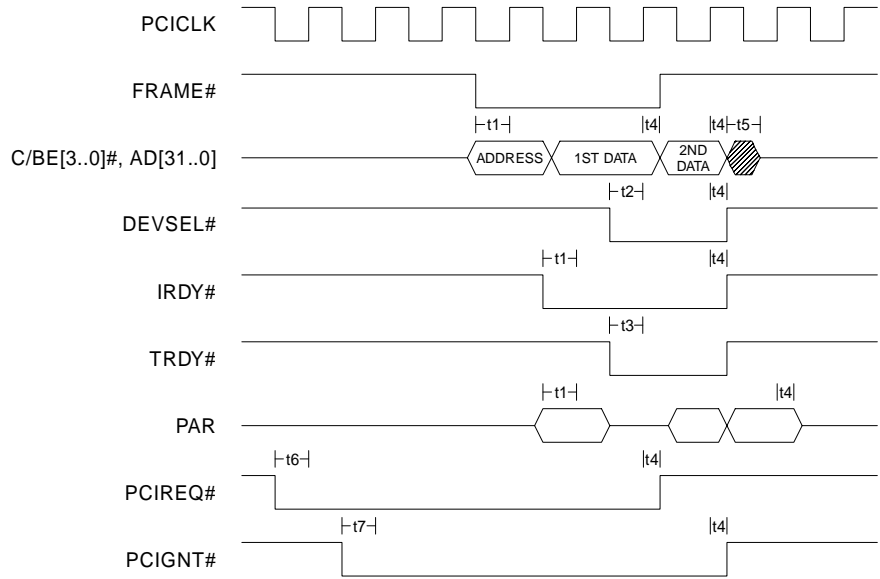 PCICLK
FRAME#
t1 t4 t4 t5
C/BE[3..0]#, AD[31..0]
ADDRESS 1ST DATA 2ND DATA
t2 t4
DEVSEL#
t1 t4
IRDY#
t3
TRDY#
t1 t4
PAR
t6 t4
PCIREQ#
t7 t4
PCIGNT#